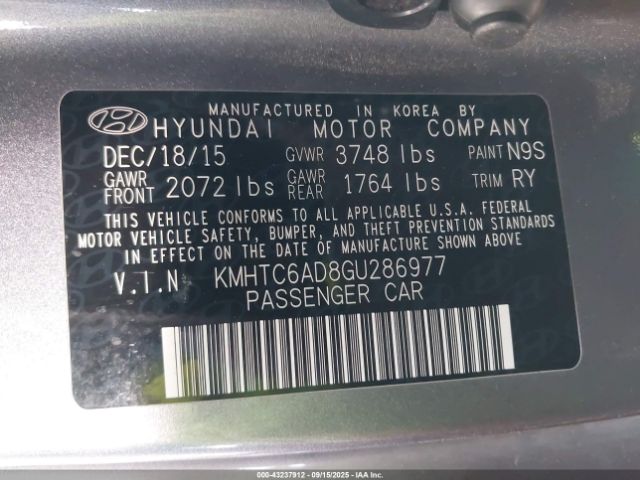 MANUFACTURED IN KOREA BY
HYUNDAI MOTOR COMPANY
DEC/18/15 GVWR 3748 lbs PAINT N9S
GAWR FRONT 2072 lbs GAWR REAR 1764 lbs TRIM RY
THIS VEHICLE CONFORMS TO ALL APPLICABLE U.S.A. FEDERAL
MOTOR VEHICLE SAFETY, BUMPER, AND THEFT PREVENTION STANDARDS
IN EFFECT ON THE DATE OF MANUFACTURE SHOWN ABOVE
V.I.N KMHTC6AD8GU286977
PASSENGER CAR
000-43237912 - 09/15/2025 - IAAI.com